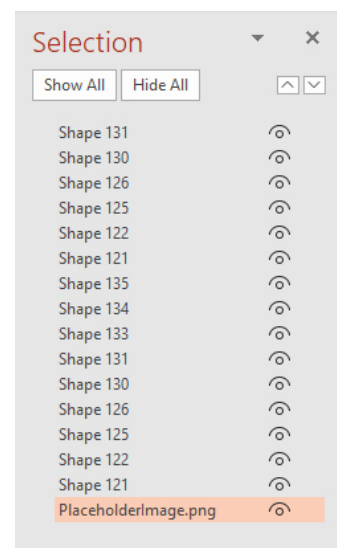 Selection
Show All Hide All
Shape 131
Shape 130
Shape 126
Shape 125
Shape 122
Shape 121
Shape 135
Shape 134
Shape 133
Shape 131
Shape 130
Shape 126
Shape 125
Shape 122
Shape 121
PlaceholderImage.png